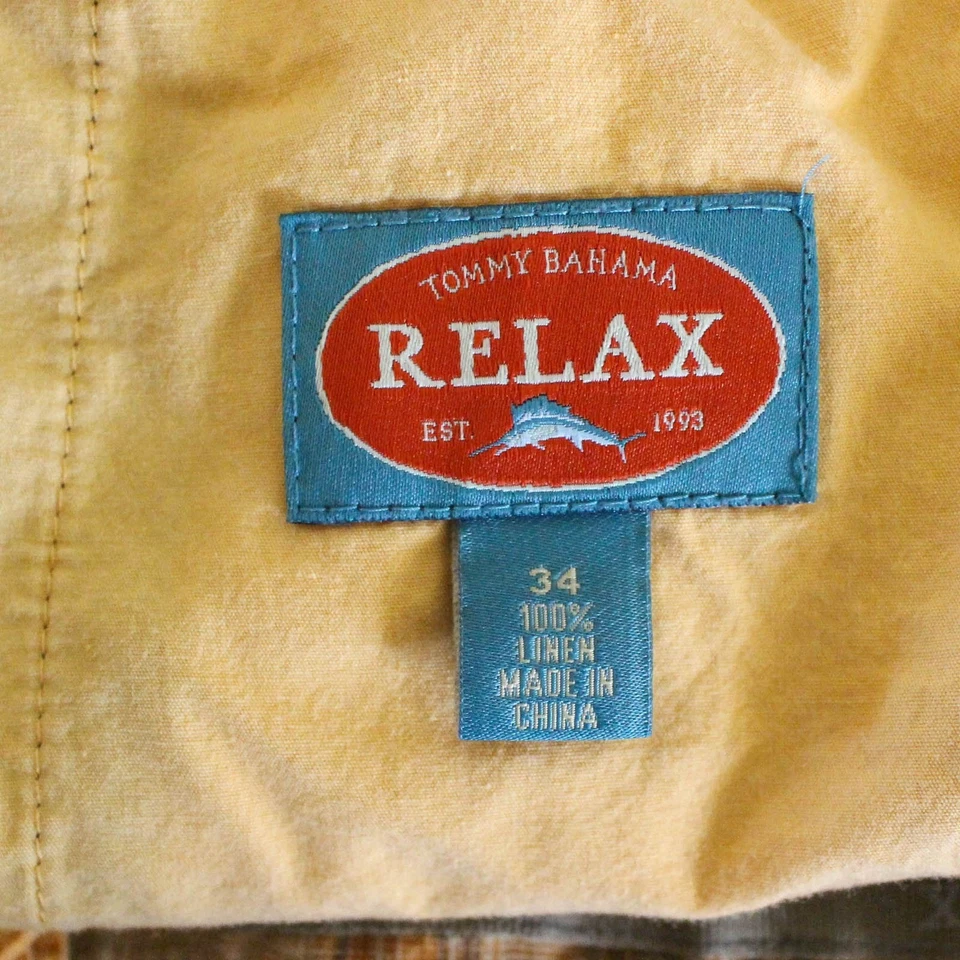 TOMMY BAHAMA
RELAX
EST. 1993
34
100%
LINEN
MADE IN
CHINA